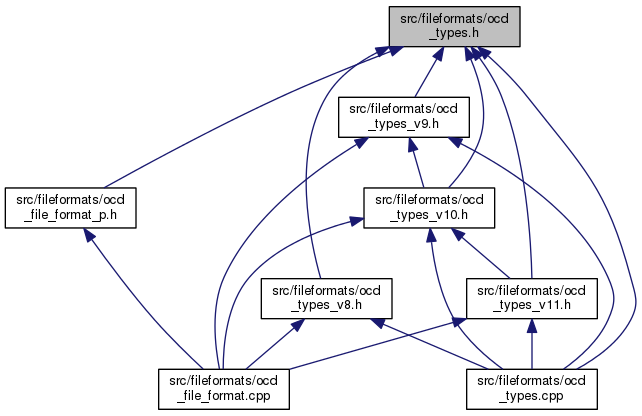 src/fileformats/ocd
_types.h
src/fileformats/ocd
_types_v9.h
src/fileformats/ocd
_file_format_p.h
src/fileformats/ocd
_types_v10.h
src/fileformats/ocd
_types_v8.h
src/fileformats/ocd
_types_v11.h
src/fileformats/ocd
_file_format.cpp
src/fileformats/ocd
_types.cpp